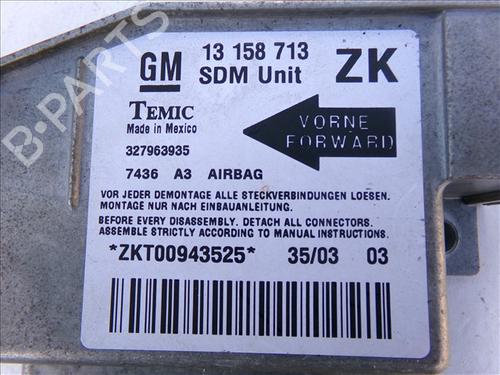 B-PARTS
GM 13 158 713 ZK
SDM Unit
TEMIC
Made in Mexico
VORNE
FORWARD
327963935
7436 A3 AIRBAG
VOR JEDER DEMONTAGE ALLE STECKVERBINDUNGEN LOESEN.
MONTAGE NUR NACH EINBAUANLEITUNG.
BEFORE EVERY DISASSEMBLY. DETACH ALL CONNECTORS.
ASSEMBLE STRICTLY ACCORDING TO MANUAL INSTRUCTIONS.
*ZKT00943525* 35/03 03